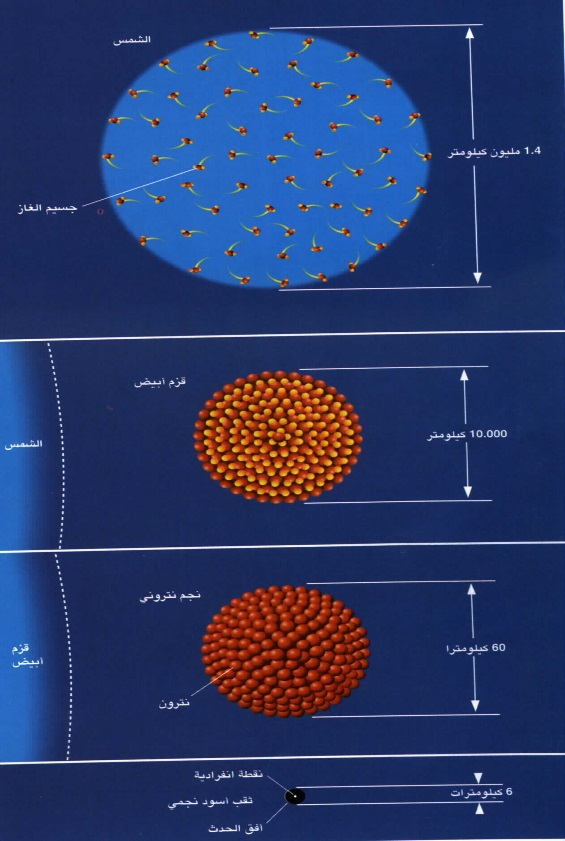 الشمس
1.4 مليون كيلومتر
جسيم الغاز
قزم ابيض
10.000 كيلومتر
الشمس
نجم نتروني
60 كيلومترا
قزم
ابيض
نترون
نقطة انفرادية
6 كيلومترات
ثقب اسود نجمي
افق الحدث